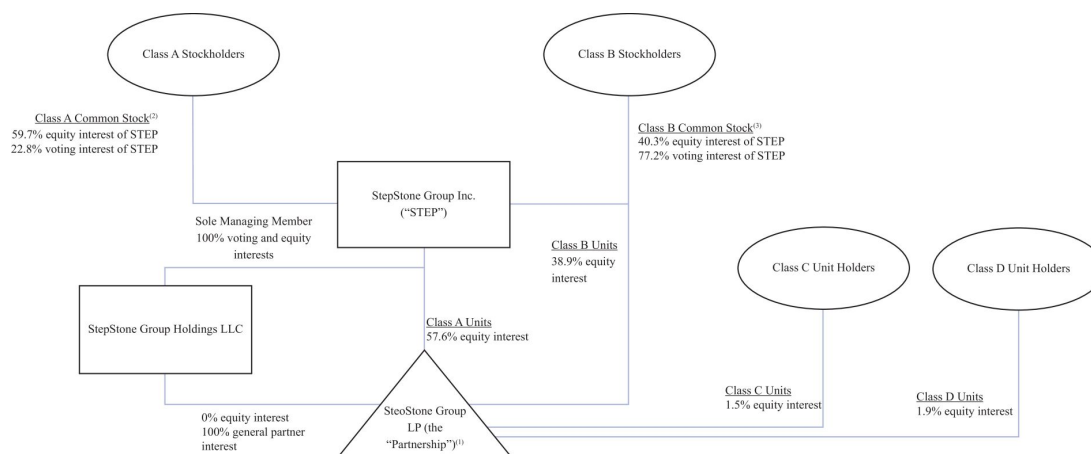 Class A Stockholders
Class B Stockholders
Class A Common Stock(2)
59.7% equity interest of STEP
22.8% voting interest of STEP
Class B Common Stock(3)
40.3% equity interest of STEP
77.2% voting interest of STEP
StepStone Group Inc.
(“STEP”)
Sole Managing Member
100% voting and equity
interests
Class B Units
38.9% equity
interest
Class C Unit Holders
Class D Unit Holders
StepStone Group Holdings LLC
Class A Units
57.6% equity interest
Class C Units
1.5% equity interest
Class D Units
1.9% equity interest
0% equity interest
100% general partner
interest
SteoStone Group
LP (the
“Partnership”)(1)